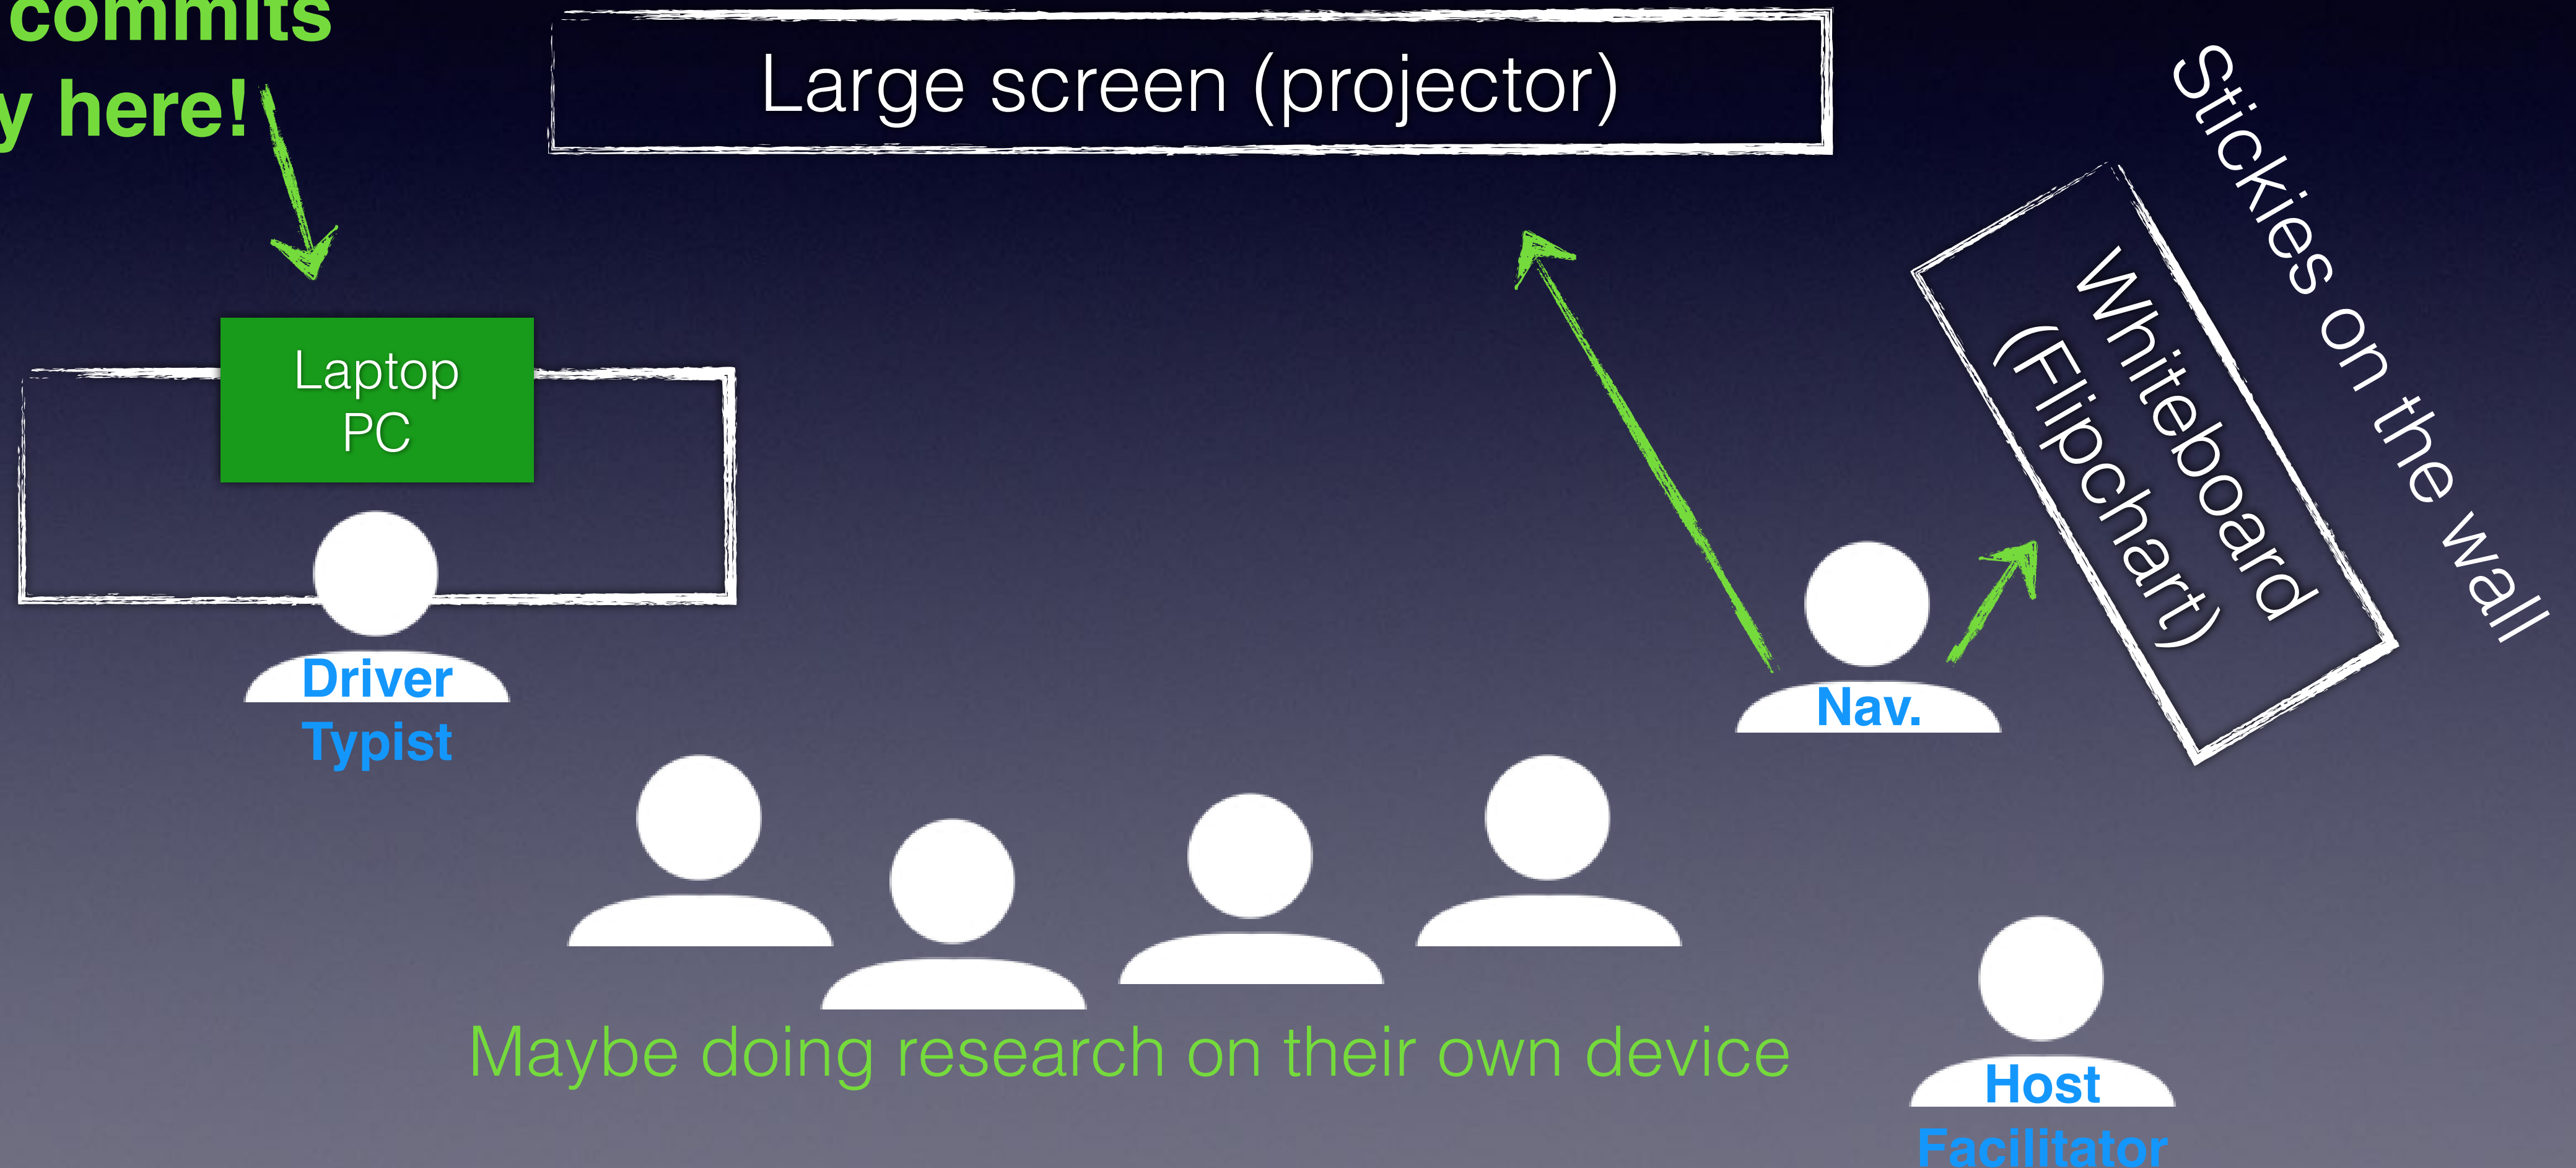 commits
y here!
Large screen (projector)
Stickies on the wall
Whiteboard
(Flipchart)
Laptop
PC
Driver
Typist
Nav.
Maybe doing research on their own device
Host
Facilitator